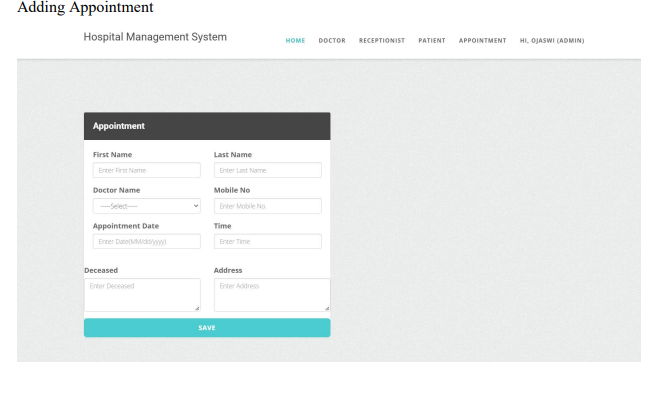 Adding Appointment
Hospital Management System
HOME DOCTOR RECEPTIONIST PATIENT APPOINTMENT HI, OJASWI (ADMIN)
Appointment
First Name Last Name
Enter First Name Enter Last Name
Doctor Name Mobile No
-----Select----- Enter Mobile No.
Appointment Date Time
Enter Date(MM/dd/yyyy) Enter Time
Deceased Address
Enter Deceased Enter Address
SAVE